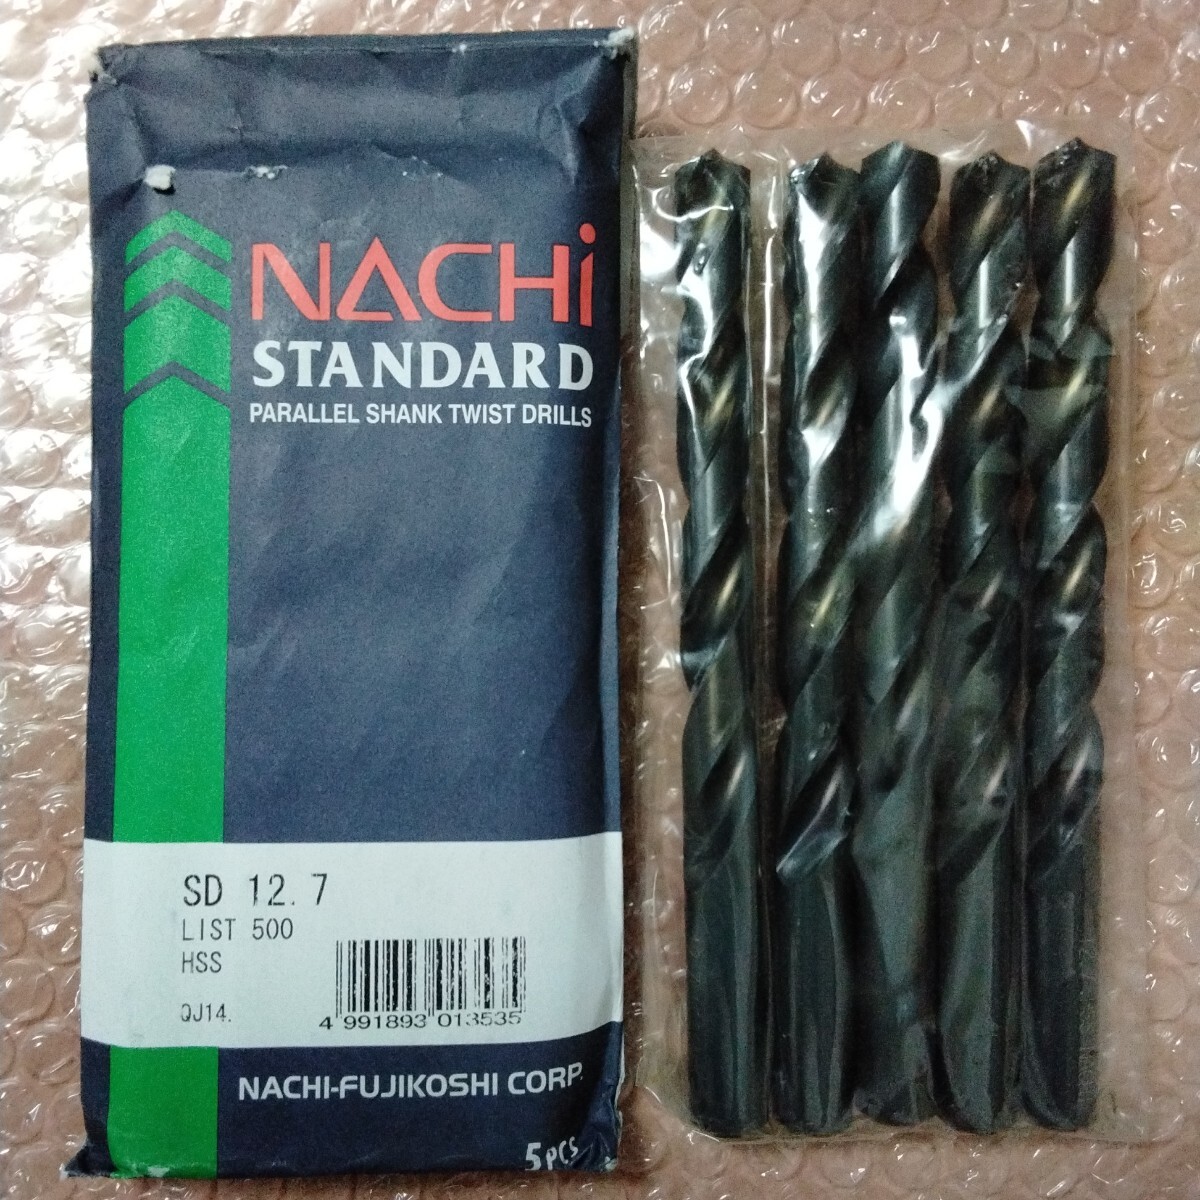 NACHi
STANDARD
PARALLEL SHANK TWIST DRILLS
SD 12.7
LIST 500
HSS
QJ14.
4 991893 013535
NACHI-FUJIKOSHI CORP.
5pcs